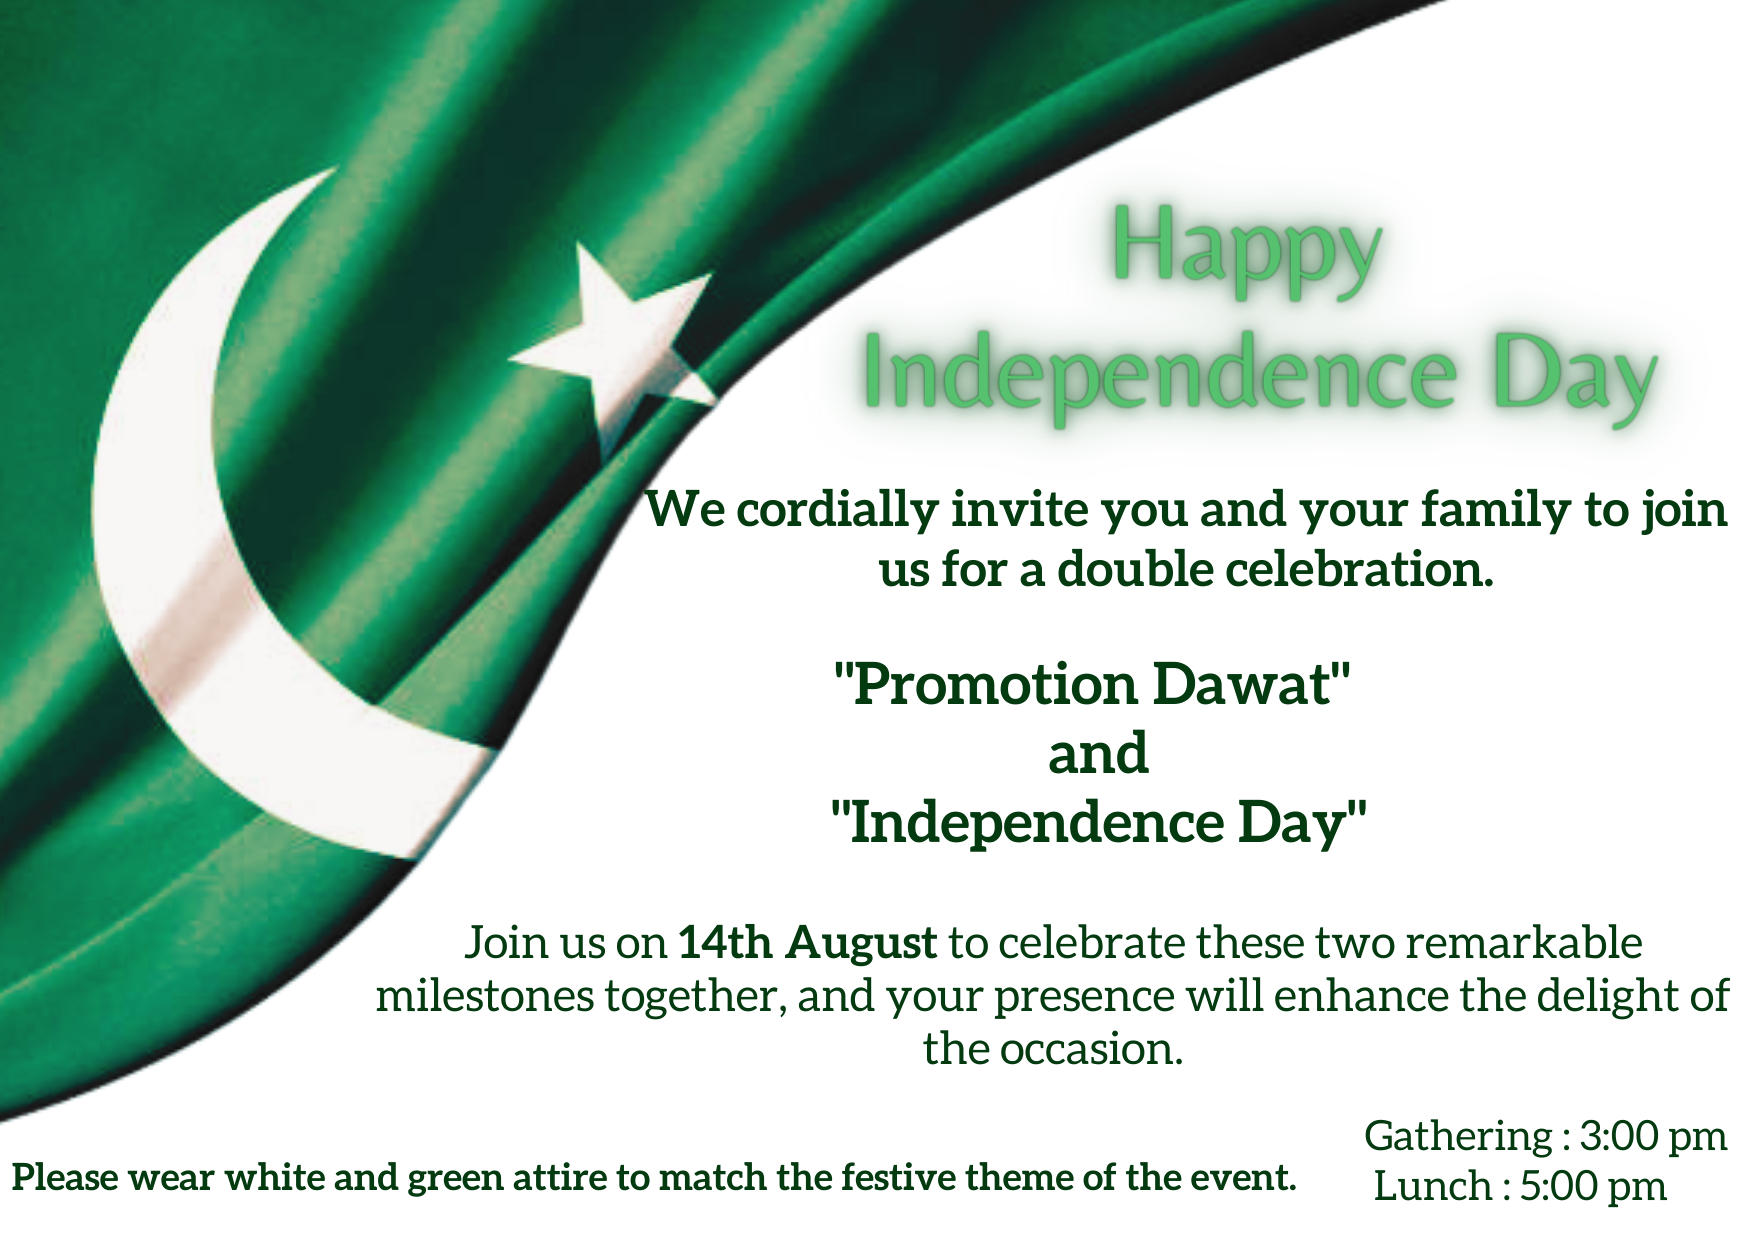 Happy
Independence Day
We cordially invite you and your family to join
us for a double celebration.
"Promotion Dawat"
and
"Independence Day"
Join us on 14th August to celebrate these two remarkable
milestones together, and your presence will enhance the delight of
the occasion.
Gathering : 3:00 pm
Please wear white and green attire to match the festive theme of the event.
Lunch : 5:00 pm